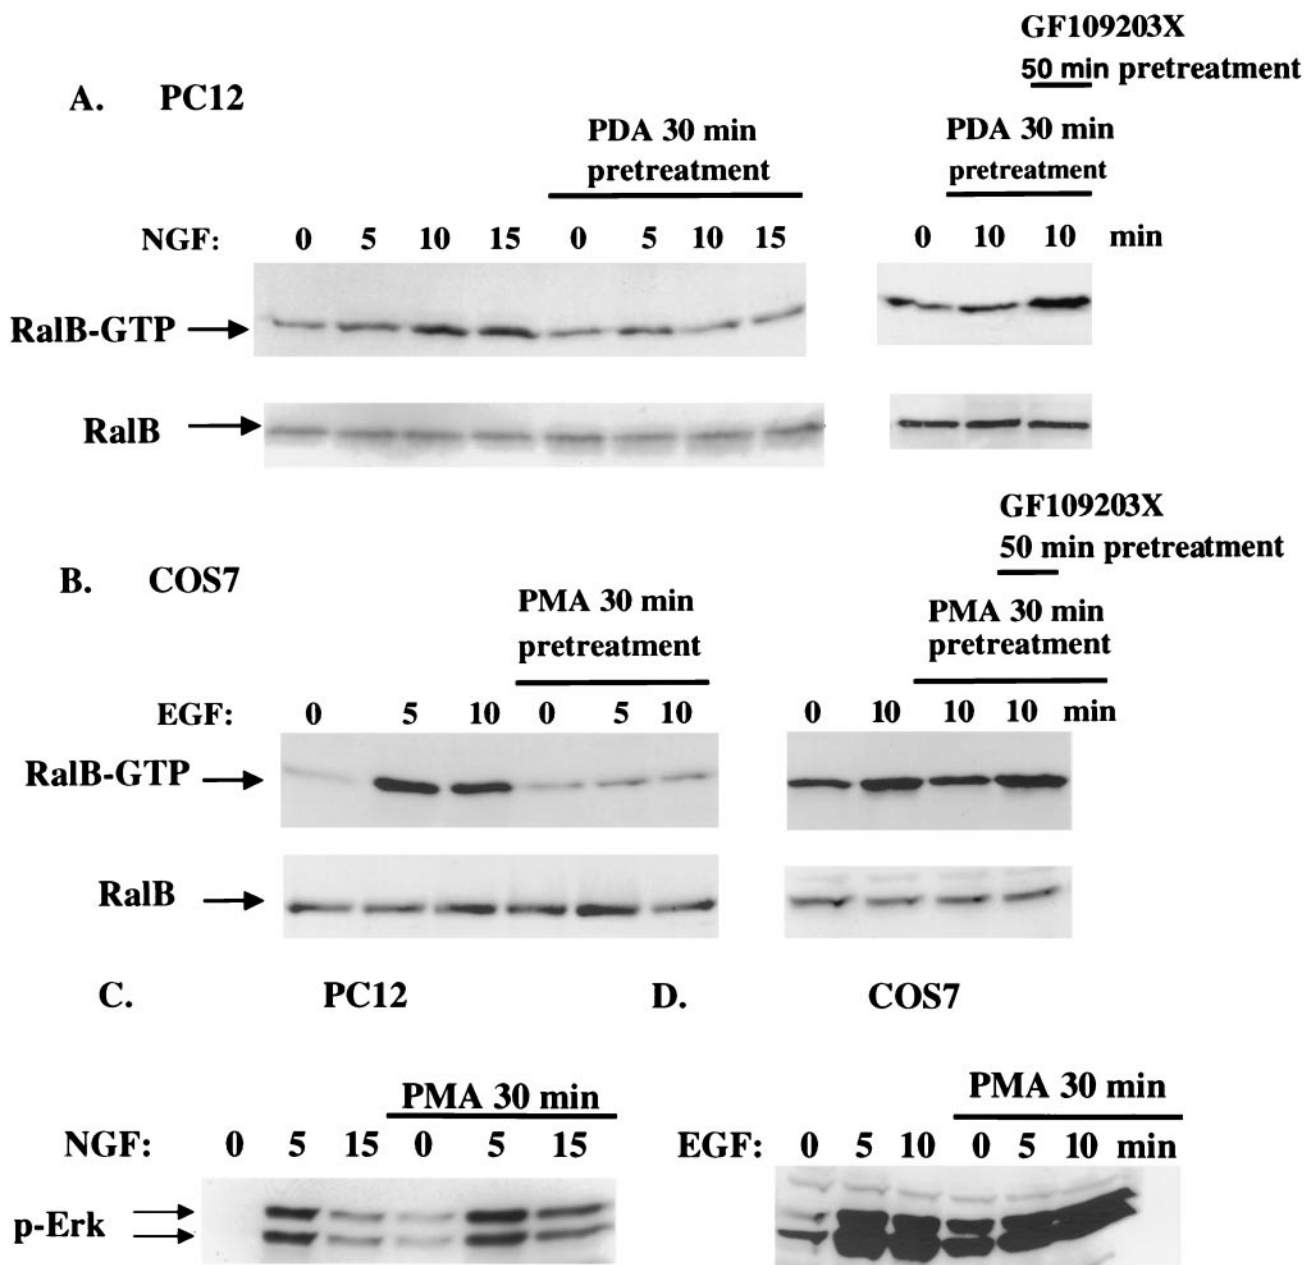 GF109203X
50 min pretreatment
A. PC12
PDA 30 min
pretreatment
PDA 30 min
pretreatment
NGF: 0 5 10 15 0 5 10 15 0 10 10 min
RalB-GTP
RalB
GF109203X
50 min pretreatment
B. COS7
PMA 30 min
pretreatment
PMA 30 min
pretreatment
EGF: 0 5 10 0 5 10 0 10 10 10 min
RalB-GTP
RalB
C. PC12 D. COS7
PMA 30 min PMA 30 min
NGF: 0 5 15 0 5 15 EGF: 0 5 10 0 5 10 min
p-Erk